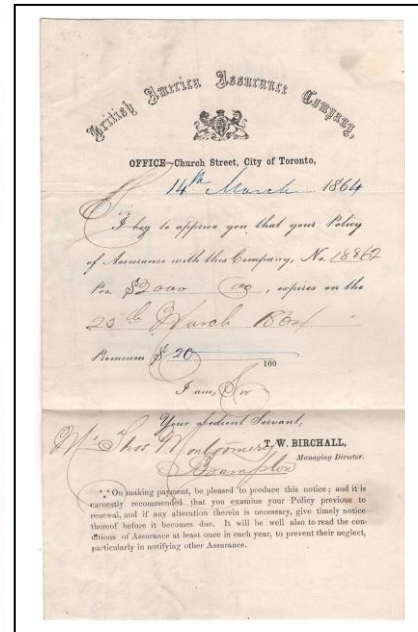 British America Assurance Company,
OFFICE—Church Street, City of Toronto,
14th March 1864
I beg to apprise you, that your Policy
of Assurance with this Company, No. 18862
For $2000 00, expires on the
25th March 1864
Premium $ 20 100
I am, Sir
Your obedient Servant,
T. W. BIRCHALL,
Managing Director.
Mr Thos Montgomery
Brampton
*** On making payment, be pleased to produce this notice; and it is
earnestly recommended that you examine your Policy previous to
renewal, and if any alteration therein is necessary, give timely notice
thereof before it becomes due. It will be well also to read the con-
ditions of Assurance at least once in each year, to prevent their neglect,
particularly in notifying other Assurance.